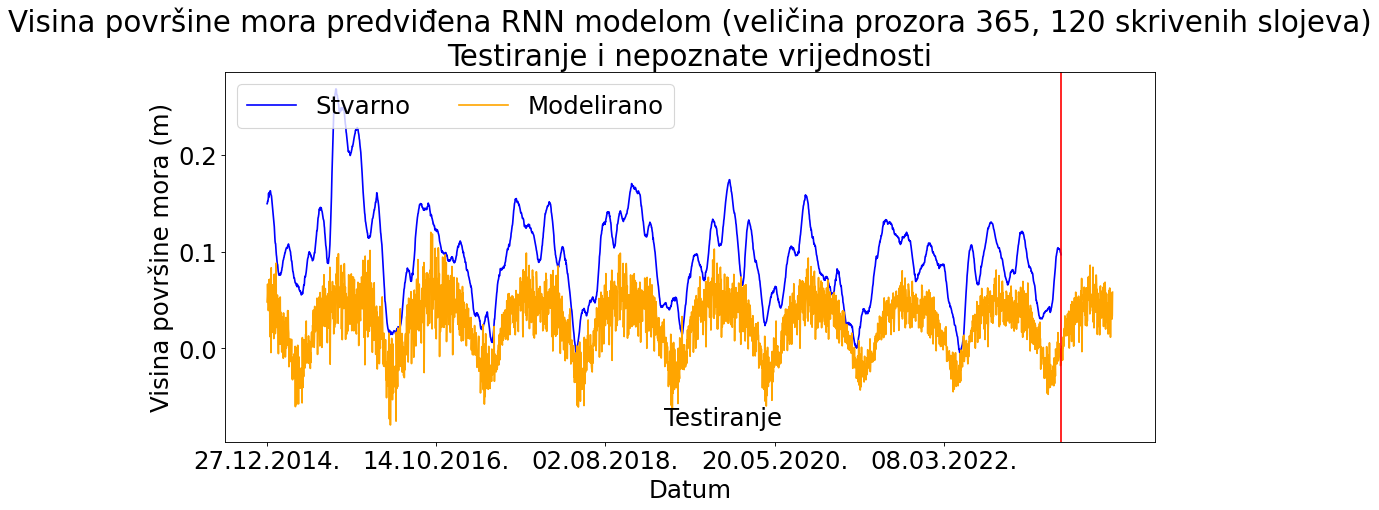 Visina površine mora predviđena RNN modelom (veličina prozora 365, 120 skrivenih slojeva)
Testiranje i nepoznate vrijednosti
Stvarno Modelirano
Visina površine mora (m)
0.2
0.1
0.0
Testiranje
27.12.2014. 14.10.2016. 02.08.2018. 20.05.2020. 08.03.2022.
Datum